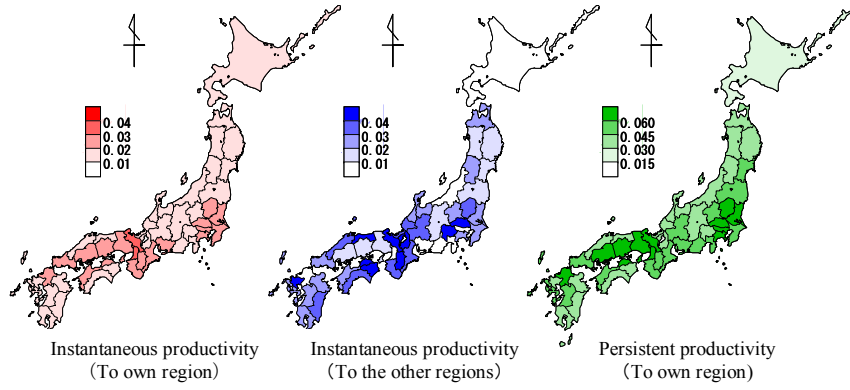 0.04
0.03
0.02
0.01
0.04
0.03
0.02
0.01
0.060
0.045
0.030
0.015
Instantaneous productivity
(To own region)
Instantaneous productivity
(To the other regions)
Persistent productivity
(To own region)